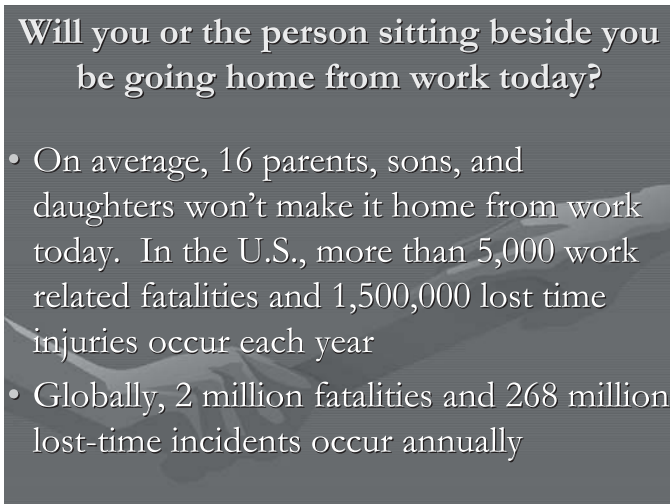 Will you or the person sitting beside you
be going home from work today?
• On average, 16 parents, sons, and
daughters won’t make it home from work
today.  In the U.S., more than 5,000 work
related fatalities and 1,500,000 lost time
injuries occur each year
• Globally, 2 million fatalities and 268 million
lost-time incidents occur annually